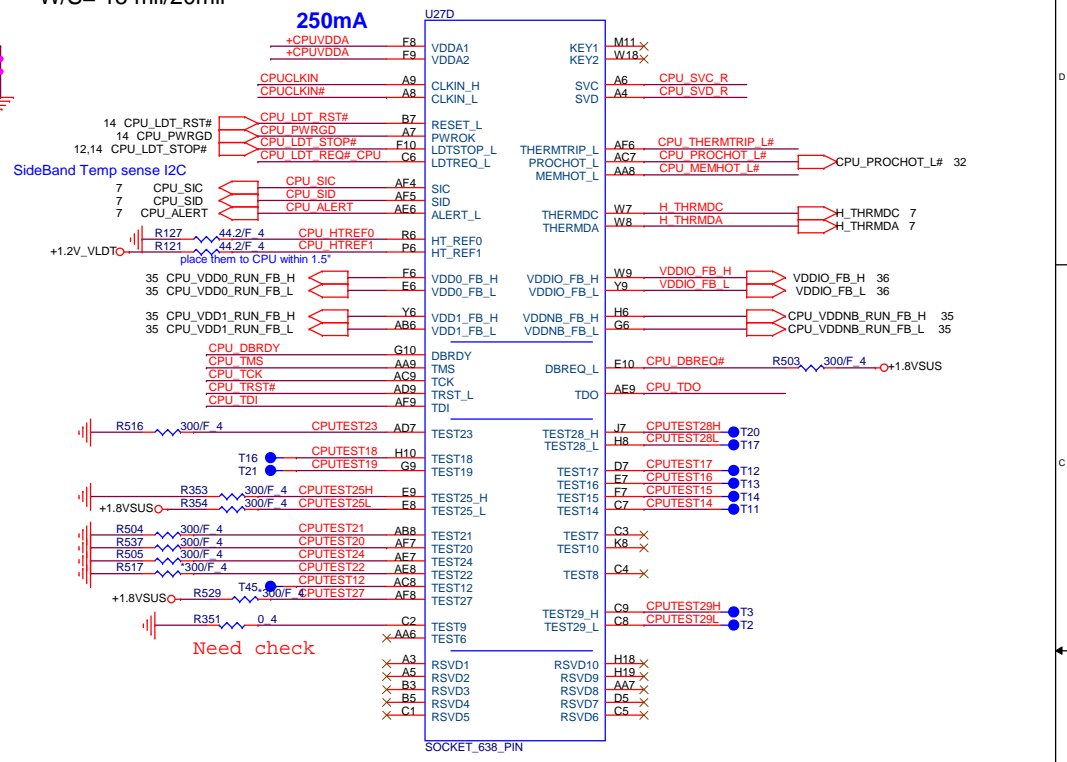 W/S= 15 mil/20mil
250mA
U27D
+CPUVDDA F8 VDDA1 KEY1 M11
+CPUVDDA F9 VDDA2 KEY2 W18
CPUCLKIN A9 CLKIN_H SVC A6 CPU_SVC_R
CPUCLKIN# A8 CLKIN_L SVD A4 CPU_SVD_R
D
14 CPU_LDT_RST# CPU_LDT_RST# B7 RESET_L
14 CPU_PWRGD CPU_PWRGD A7 PWROK
12,14 CPU_LDT_STOP# CPU_LDT_STOP# F10 LDTSTOP_L THERMTRIP_L AF6 CPU_THERMTRIP_L#
CPU_LDT_REQ#_CPU C6 LDTREQ_L PROCHOT_L AC7 CPU_PROCHOT_L# CPU_PROCHOT_L# 32
MEMHOT_L AA8 CPU_MEMHOT_L#
SideBand Temp sense I2C
7 CPU_SIC CPU_SIC AF4 SIC
7 CPU_SID CPU_SID AF5 SID
7 CPU_ALERT CPU_ALERT AE6 ALERT_L THERMDC W7 H_THRMDC H_THRMDC 7
THERMDA W8 H_THRMDA H_THRMDA 7
R127 44.2/F_4 CPU_HTREF0 R6 HT_REF0
+1.2V_VLDT R121 44.2/F_4 CPU_HTREF1 P6 HT_REF1
place them to CPU within 1.5"
35 CPU_VDD0_RUN_FB_H F6 VDD0_FB_H VDDIO_FB_H W9 VDDIO_FB_H VDDIO_FB_H 36
35 CPU_VDD0_RUN_FB_L E6 VDD0_FB_L VDDIO_FB_L Y9 VDDIO_FB_L VDDIO_FB_L 36
35 CPU_VDD1_RUN_FB_H Y6 VDD1_FB_H VDDNB_FB_H H6 CPU_VDDNB_RUN_FB_H 35
35 CPU_VDD1_RUN_FB_L AB6 VDD1_FB_L VDDNB_FB_L G6 CPU_VDDNB_RUN_FB_L 35
CPU_DBRDY G10 DBRDY
CPU_TMS AA9 TMS DBREQ_L E10 CPU_DBREQ# R503 300/F_4 +1.8VSUS
CPU_TCK AC9 TCK
CPU_TRST# AD9 TRST_L TDO AE9 CPU_TDO
CPU_TDI AF9 TDI
R516 300/F_4 CPUTEST23 AD7 TEST23 TEST28_H J7 CPUTEST28H T20
TEST28_L H8 CPUTEST28L T17
T16 CPUTEST18 H10 TEST18
T21 CPUTEST19 G9 TEST19 TEST17 D7 CPUTEST17 T12
C
TEST16 E7 CPUTEST16 T13
R353 300/F_4 CPUTEST25H E9 TEST25_H TEST15 F7 CPUTEST15 T14
+1.8VSUS R354 300/F_4 CPUTEST25L E8 TEST25_L TEST14 C7 CPUTEST14 T11
R504 300/F_4 CPUTEST21 AB8 TEST21 TEST7 C3
R537 300/F_4 CPUTEST20 AF7 TEST20 TEST10 K8
R505 300/F_4 CPUTEST24 AE7 TEST24
R517 *300/F_4 CPUTEST22 AE8 TEST22 TEST8 C4
T45 CPUTEST12 AC8 TEST12
+1.8VSUS R529 *300/F_4 CPUTEST27 AF8 TEST27
TEST29_H C9 CPUTEST29H T3
R351 0_4 C2 TEST9 TEST29_L C8 CPUTEST29L T2
AA6 TEST6
Need check
A3 RSVD1 RSVD10 H18
A5 RSVD2 RSVD9 H19
B3 RSVD3 RSVD8 AA7
B5 RSVD4 RSVD7 D5
C1 RSVD5 RSVD6 C5
SOCKET_638_PIN